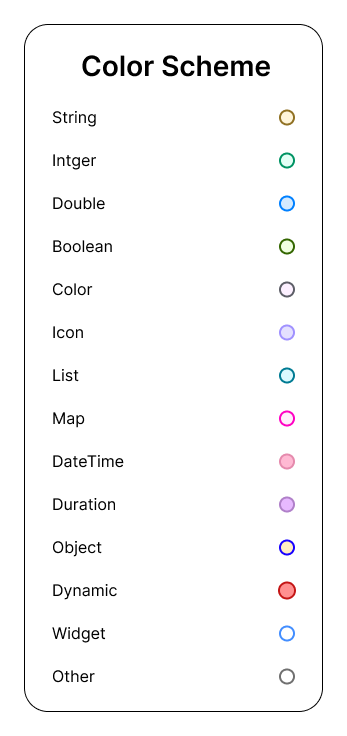 Color Scheme
String
Intger
Double
Boolean
Color
Icon
List
Map
DateTime
Duration
Object
Dynamic
Widget
Other